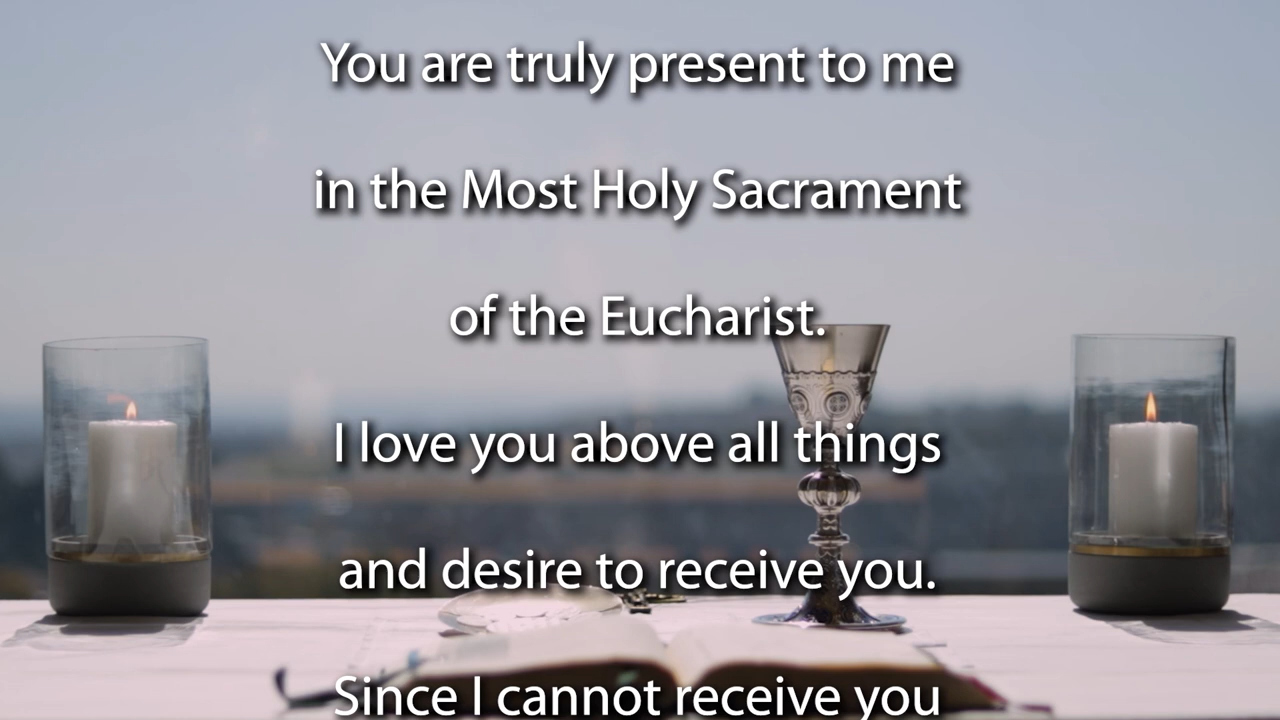 You are truly present to me
in the Most Holy Sacrament
of the Eucharist.
I love you above all things
and desire to receive you.
Since I cannot receive you